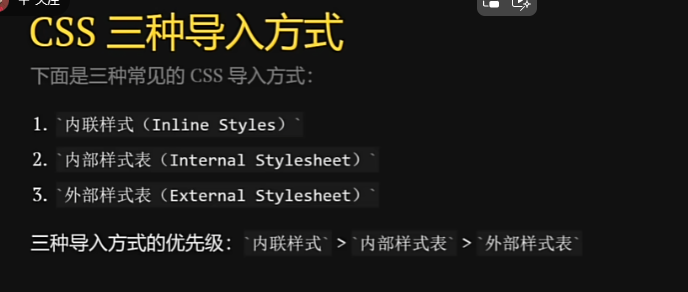 + 关注
CSS 三种导入方式
下面是三种常见的 CSS 导入方式：
1. `内联样式（Inline Styles）`
2. `内部样式表（Internal Stylesheet）`
3. `外部样式表（External Stylesheet）`
三种导入方式的优先级：`内联样式` > `内部样式表` > `外部样式表`